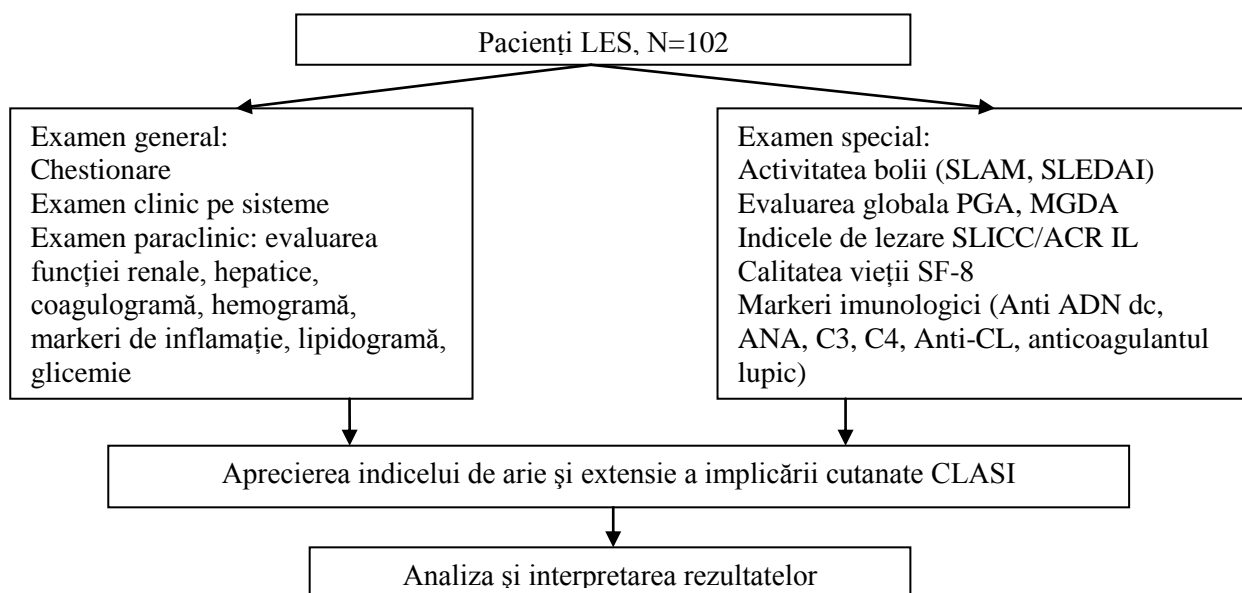 Pacienți LES, N=102
Examen general:
Chestionare
Examen clinic pe sisteme
Examen paraclinic: evaluarea
funcției renale, hepatice,
coagulogramă, hemogramă,
markeri de inflamație, lipidogramă,
glicemie
Examen special:
Activitatea bolii (SLAM, SLEDAI)
Evaluarea globala PGA, MGDA
Indicele de lezare SLICC/ACR IL
Calitatea vieții SF-8
Markeri imunologici (Anti ADN dc,
ANA, C3, C4, Anti-CL, anticoagulantul
lupic)
Aprecierea indicelui de arie şi extensie a implicării cutanate CLASI
Analiza şi interpretarea rezultatelor